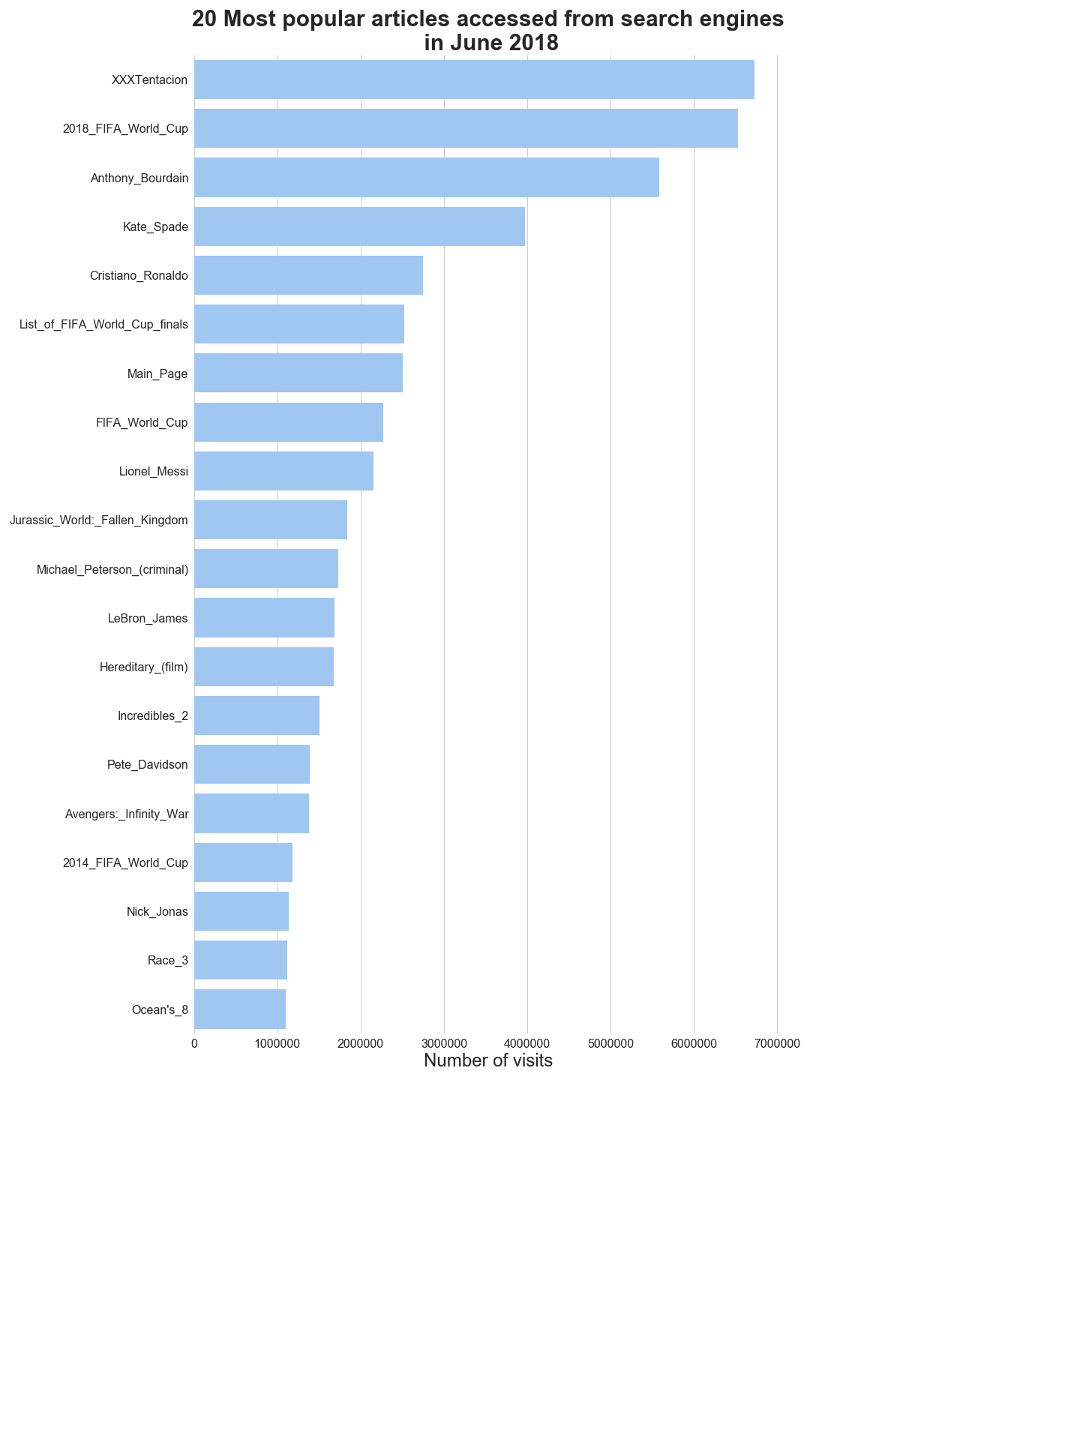 20 Most popular articles accessed from search engines
in June 2018
XXXTentacion
2018_FIFA_World_Cup
Anthony_Bourdain
Kate_Spade
Cristiano_Ronaldo
List_of_FIFA_World_Cup_finals
Main_Page
FIFA_World_Cup
Lionel_Messi
Jurassic_World:_Fallen_Kingdom
Michael_Peterson_(criminal)
LeBron_James
Hereditary_(film)
Incredibles_2
Pete_Davidson
Avengers:_Infinity_War
2014_FIFA_World_Cup
Nick_Jonas
Race_3
Ocean's_8
0 1000000 2000000 3000000 4000000 5000000 6000000 7000000
Number of visits